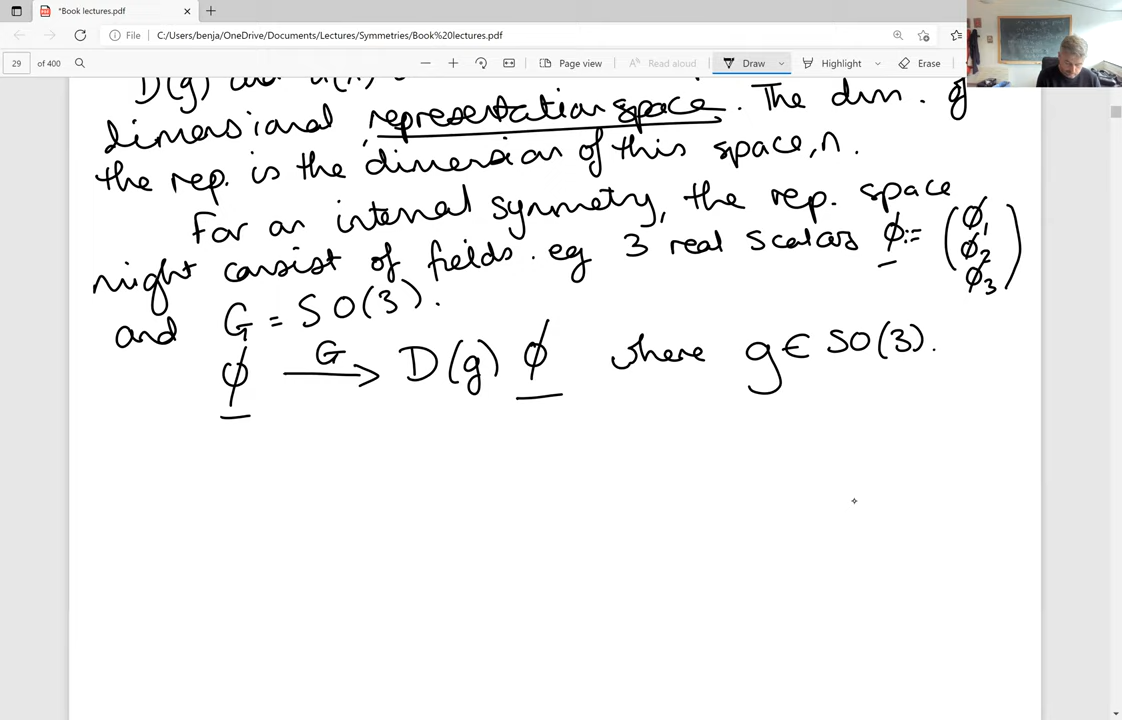 *Book lectures.pdf
File
C:/Users/benja/OneDrive/Documents/Lectures/Symmetries/Book%20lectures.pdf
29 of 400
Page view
Read aloud
Draw
Highlight
Erase
D(g)
dimensional representation space. The dim. of
the rep. is the dimension of this space, n.
For an internal symmetry, the rep. space
might consist of fields. eg 3 real scalars ϕ := (ϕ1 ϕ2 ϕ3)
and G = SO(3).
ϕ —G→ D(g) ϕ where g ∈ SO(3).